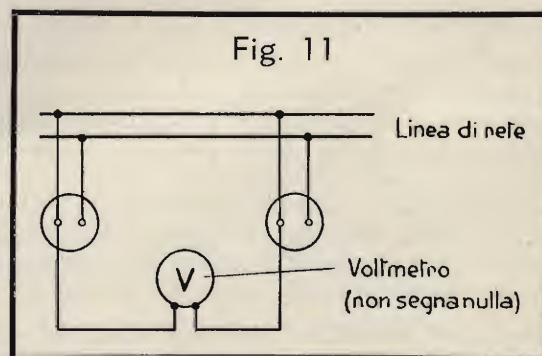 Fig. 11
Linea di rete
V
Voltmetro
(non segna nulla)